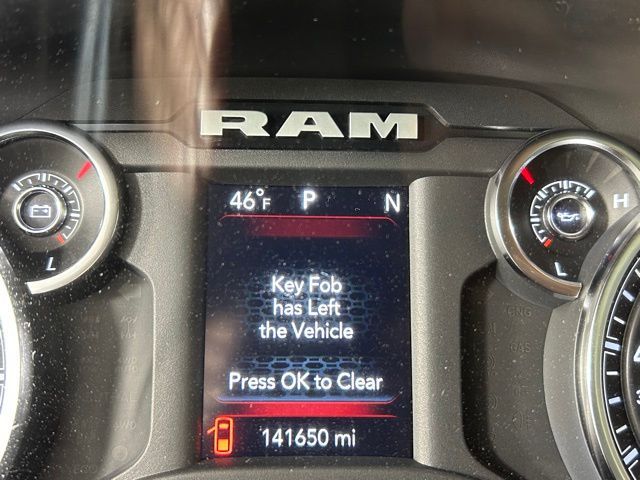 RAM
46°F P N
H
Key Fob
has Left
the Vehicle
L
L
Press OK to Clear
141650 mi